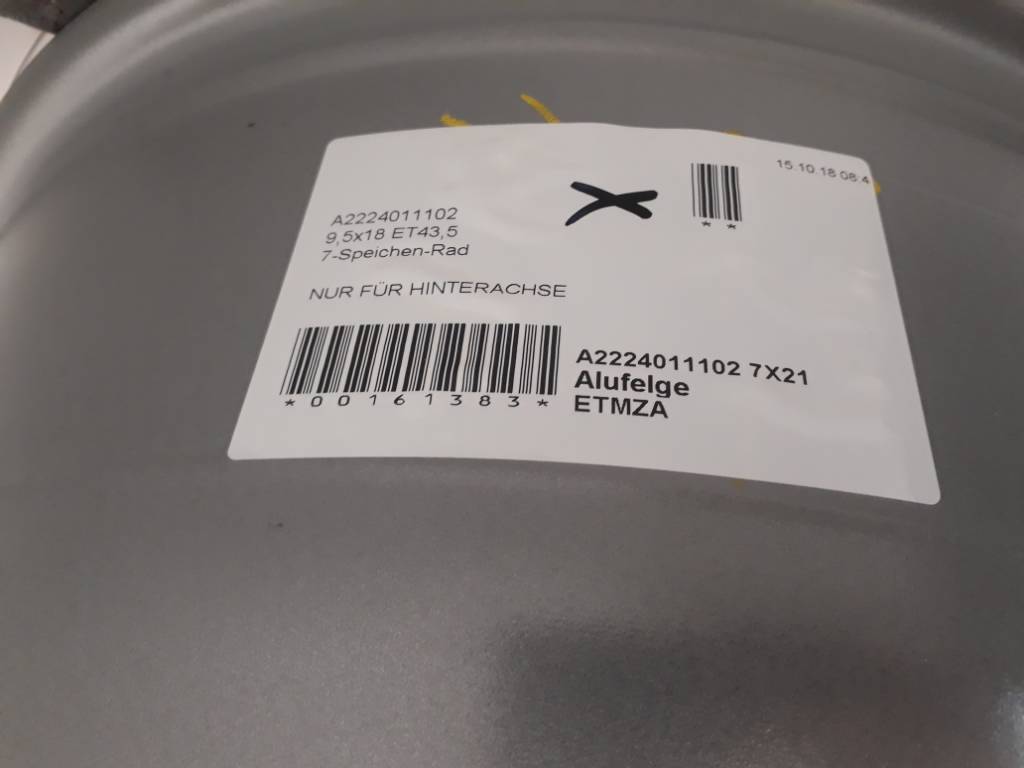 15.10.18 08:4
* *
A2224011102
9,5x18 ET43,5
7-Speichen-Rad
NUR FÜR HINTERACHSE
*00161383*
A2224011102 7X21
Alufelge
ETMZA